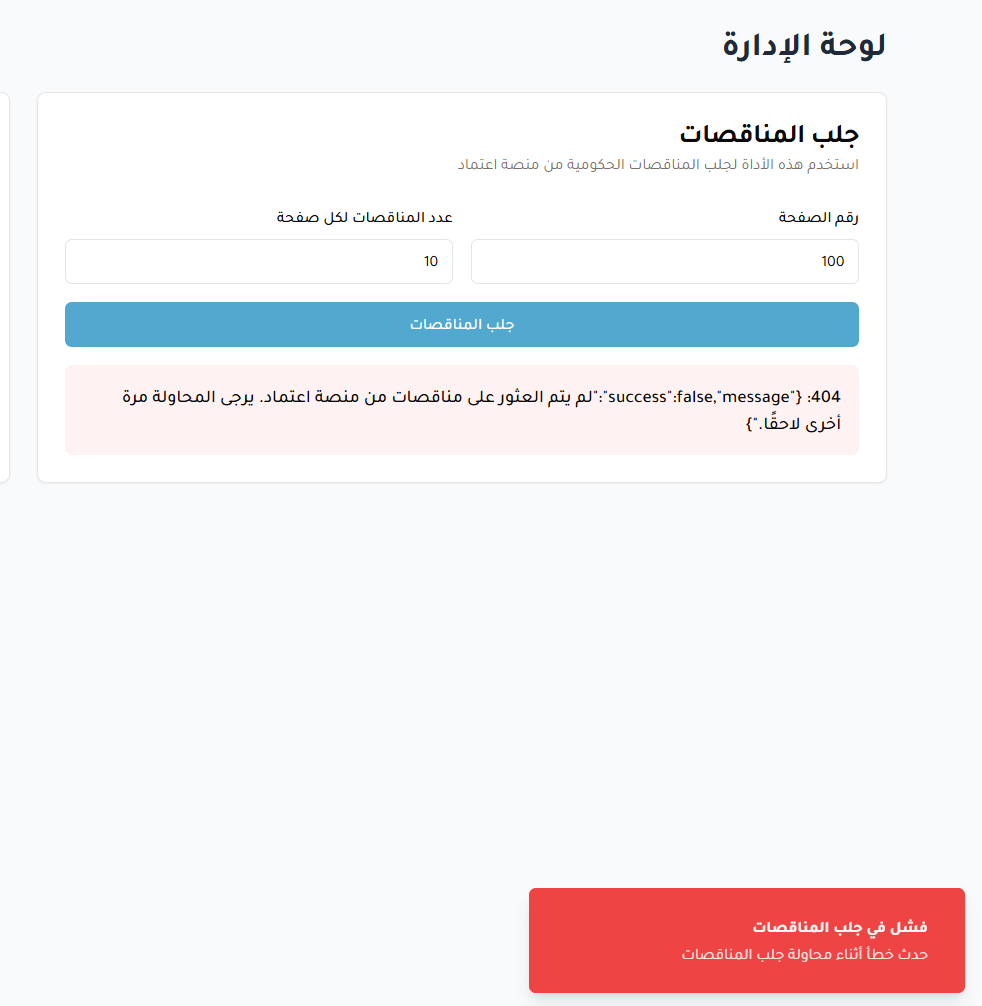 لوحة الإدارة
جلب المناقصات
استخدم هذه الأداة لجلب المناقصات الحكومية من منصة اعتماد
رقم الصفحة
100
عدد المناقصات لكل صفحة
10
جلب المناقصات
404: {"success":false,"message":"لم يتم العثور على مناقصات من منصة اعتماد. يرجى المحاولة مرة
أخرى لاحقًا."}
فشل في جلب المناقصات
حدث خطأ أثناء محاولة جلب المناقصات